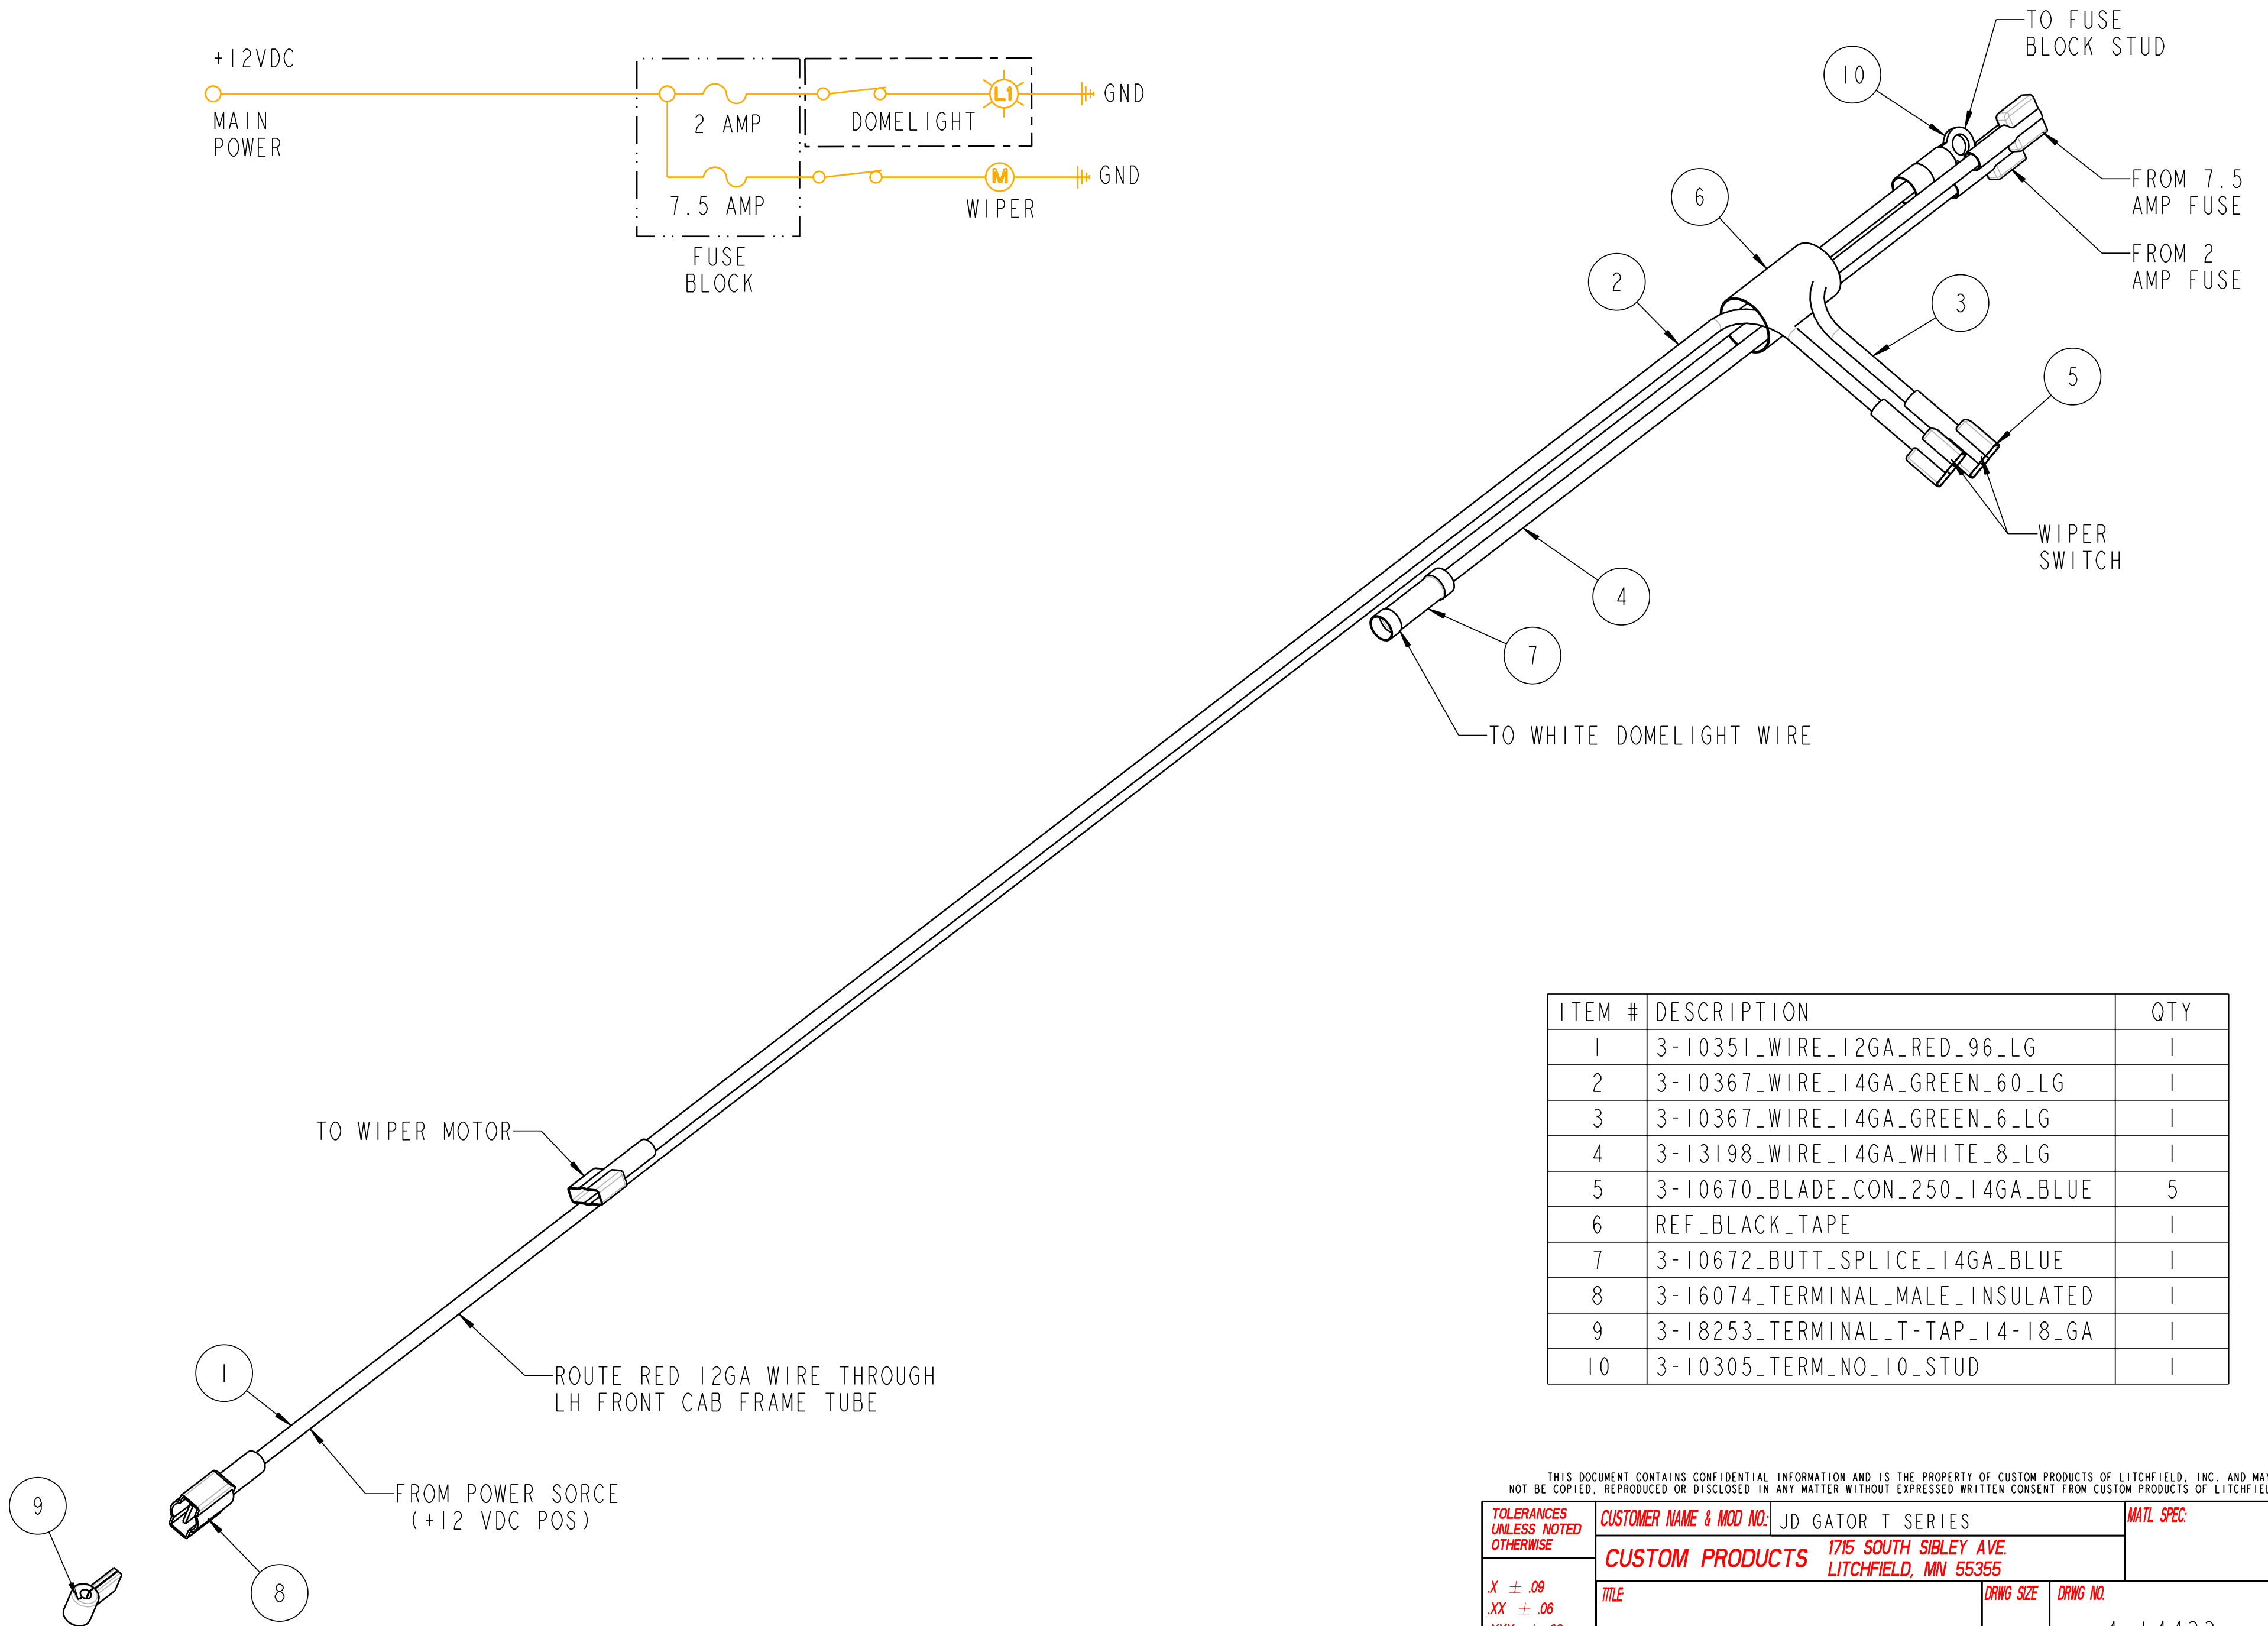 +12VDC
MAIN
POWER
2 AMP
7.5 AMP
FUSE
BLOCK
DOMELIGHT
L1
GND
M
WIPER
GND
TO FUSE
BLOCK STUD
10
6
2
FROM 7.5
AMP FUSE
FROM 2
AMP FUSE
3
5
WIPER
SWITCH
4
7
TO WHITE DOMELIGHT WIRE
TO WIPER MOTOR
ROUTE RED 12GA WIRE THROUGH
LH FRONT CAB FRAME TUBE
1
FROM POWER SORCE
(+12 VDC POS)
9
8
ITEM # DESCRIPTION QTY
1 3-10351_WIRE_12GA_RED_96_LG 1
2 3-10367_WIRE_14GA_GREEN_60_LG 1
3 3-10367_WIRE_14GA_GREEN_6_LG 1
4 3-13198_WIRE_14GA_WHITE_8_LG 1
5 3-10670_BLADE_CON_250_14GA_BLUE 5
6 REF_BLACK_TAPE 1
7 3-10672_BUTT_SPLICE_14GA_BLUE 1
8 3-16074_TERMINAL_MALE_INSULATED 1
9 3-18253_TERMINAL_T-TAP_14-18_GA 1
10 3-10305_TERM_NO_10_STUD 1
THIS DOCUMENT CONTAINS CONFIDENTIAL INFORMATION AND IS THE PROPERTY OF CUSTOM PRODUCTS OF LITCHFIELD, INC. AND MAY
NOT BE COPIED, REPRODUCED OR DISCLOSED IN ANY MATTER WITHOUT EXPRESSED WRITTEN CONSENT FROM CUSTOM PRODUCTS OF
TOLERANCES
UNLESS NOTED
OTHERWISE
CUSTOMER NAME & MOD NO.: JD GATOR T SERIES
MATL SPEC:
CUSTOM PRODUCTS
1715 SOUTH SIBLEY AVE.
LITCHFIELD, MN 55355
.X ± .09
.XX ± .06
TITLE:
DRWG SIZE
DRWG NO.